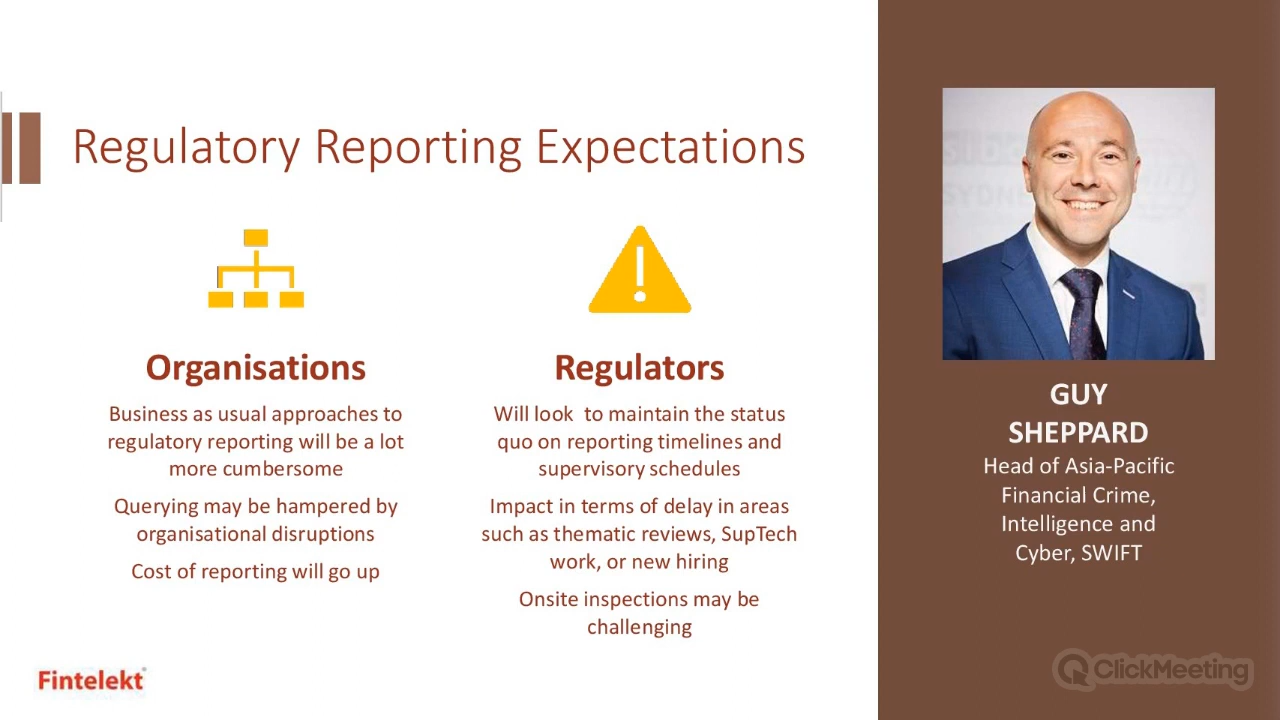 Regulatory Reporting Expectations
Organisations
Business as usual approaches to
regulatory reporting will be a lot
more cumbersome
Querying may be hampered by
organisational disruptions
Cost of reporting will go up
Regulators
Will look to maintain the status
quo on reporting timelines and
supervisory schedules
Impact in terms of delay in areas
such as thematic reviews, SupTech
work, or new hiring
Onsite inspections may be
challenging
Fintelekt®
GUY
SHEPPARD
Head of Asia-Pacific
Financial Crime,
Intelligence and
Cyber, SWIFT
ClickMeeting